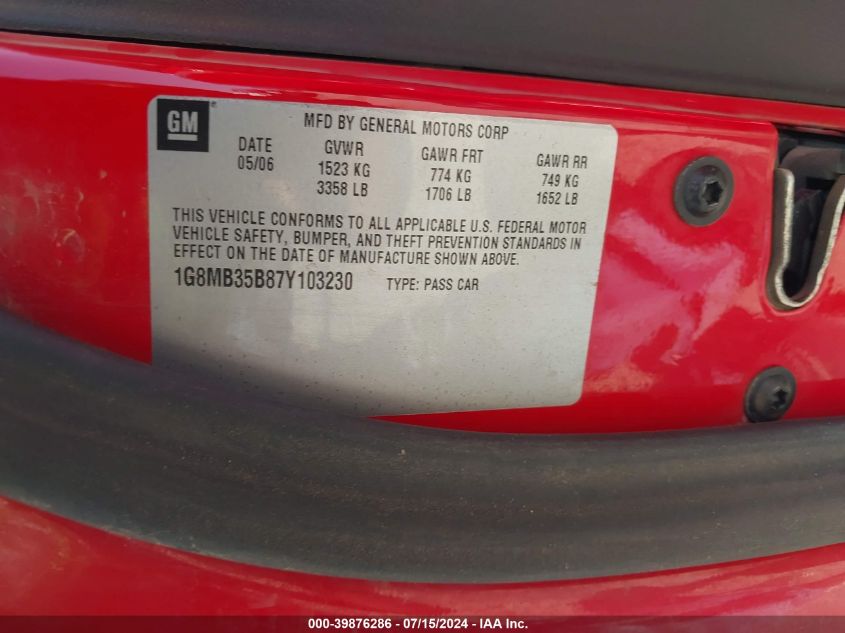 GM
MFD BY GENERAL MOTORS CORP
DATE GVWR GAWR FRT GAWR RR
05/06 1523 KG 774 KG 749 KG
3358 LB 1706 LB 1652 LB
THIS VEHICLE CONFORMS TO ALL APPLICABLE U.S. FEDERAL MOTOR
VEHICLE SAFETY, BUMPER, AND THEFT PREVENTION STANDARDS IN
EFFECT ON THE DATE OF MANUFACTURE SHOWN ABOVE.
1G8MB35B87Y103230 TYPE: PASS CAR
000-39876286 - 07/15/2024 - IAA Inc.